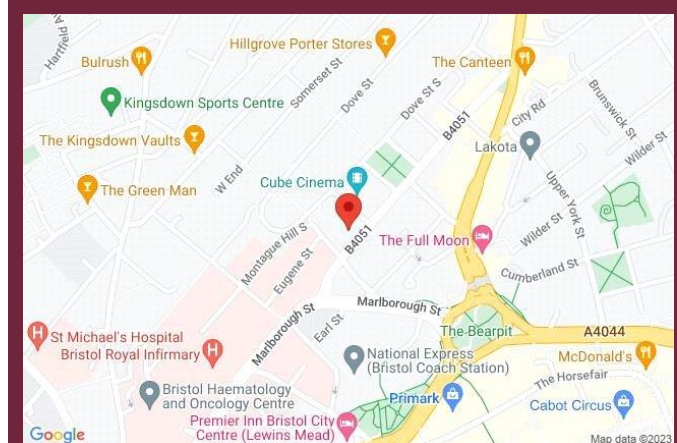 Hartfield Av
Hillgrove Porter Stores
Bulrush
The Canteen
Somerset St
Dove St
Dove St S
Kingsdown Sports Centre
City Rd
Brunswick St
B4051
The Kingsdown Vaults
Lakota
Wilder St
W End
Cube Cinema
The Green Man
Upper York St
Montague Hill S
B4051
The Full Moon
Wilder St
Eugene St
Cumberland St
Marlborough St
Marlborough St
Earl St
The Bearpit
A4044
St Michael's Hospital
Bristol Royal Infirmary
National Express
(Bristol Coach Station)
McDonald's
The Horsefair
Bristol Haematology
and Oncology Centre
Primark
Cabot Circus
Premier Inn Bristol City
Centre (Lewins Mead)
Google
Map data ©2023